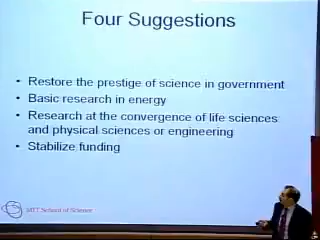 Four Suggestions
• Restore the prestige of science in government
• Basic research in energy
• Research at the convergence of life sciences
and physical sciences or engineering
• Stabilize funding
MIT School of Science